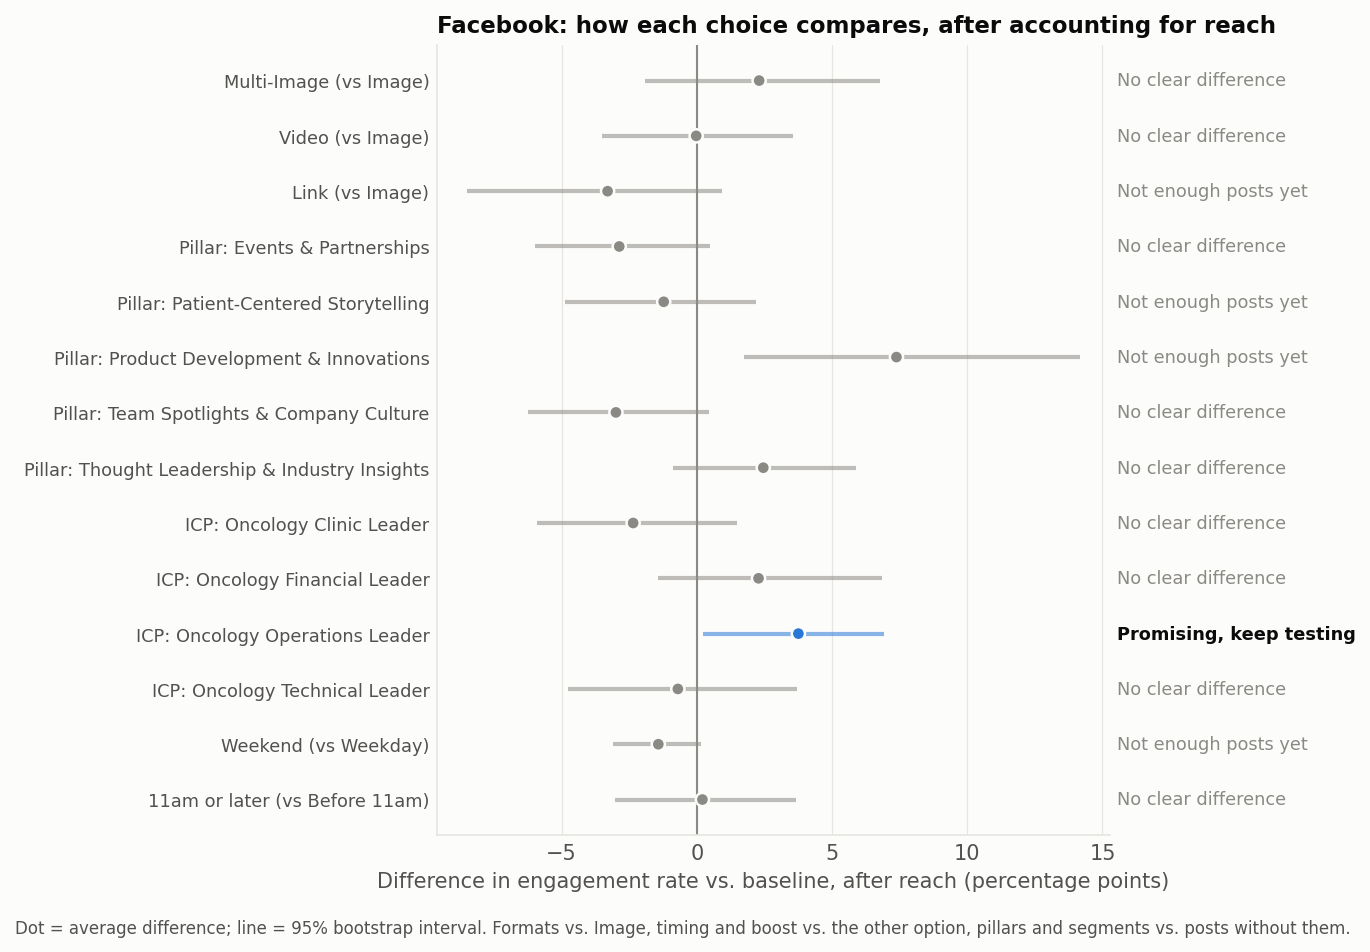 Facebook: how each choice compares, after accounting for reach
Multi-Image (vs Image) No clear difference
Video (vs Image) No clear difference
Link (vs Image) Not enough posts yet
Pillar: Events & Partnerships No clear difference
Pillar: Patient-Centered Storytelling Not enough posts yet
Pillar: Product Development & Innovations Not enough posts yet
Pillar: Team Spotlights & Company Culture No clear difference
Pillar: Thought Leadership & Industry Insights No clear difference
ICP: Oncology Clinic Leader No clear difference
ICP: Oncology Financial Leader No clear difference
ICP: Oncology Operations Leader Promising, keep testing
ICP: Oncology Technical Leader No clear difference
Weekend (vs Weekday) Not enough posts yet
11am or later (vs Before 11am) No clear difference
−5 0 5 10 15
Difference in engagement rate vs. baseline, after reach (percentage points)
Dot = average difference; line = 95% bootstrap interval. Formats vs. Image, timing and boost vs. the other option, pillars and segments vs. posts without them.